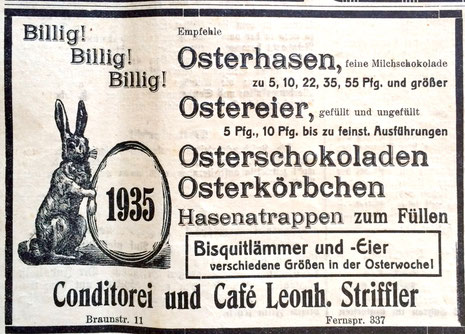 Billig!
Billig!
Billig!
1935
Empfehle
Osterhasen, feine Milchschokolade
zu 5, 10, 22, 35, 55 Pfg. und größer
Ostereier, gefüllt und ungefüllt
5 Pfg., 10 Pfg. bis zu feinst. Ausführungen
Osterschokoladen
Osterkörbchen
Hasenatrappen zum Füllen
Bisquitlämmer und -Eier
verschiedene Größen in der Osterwoche!
Conditorei und Café Leonh. Striffler
Braunstr. 11 Fernspr. 337